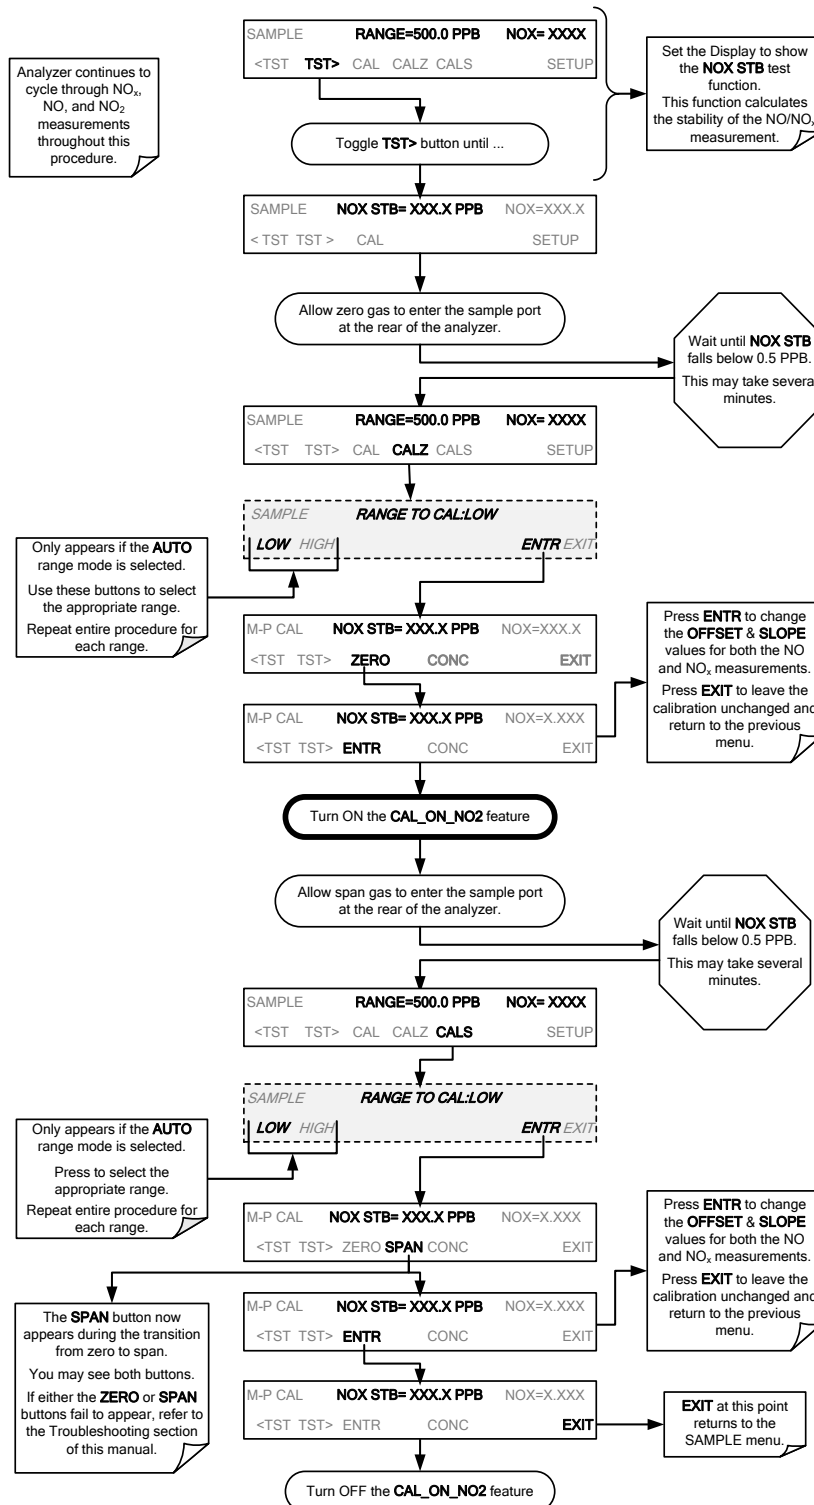 SAMPLE RANGE=500.0 PPB NOX= XXXX
<TST TST> CAL CALZ CALS SETUP
Analyzer continues to
cycle through NOx,
NO, and NO2
measurements
throughout this
procedure.
Set the Display to show
the NOX STB test
function.
This function calculates
the stability of the NO/NOx
measurement.
Toggle TST> button until ...
SAMPLE NOX STB= XXX.X PPB NOX=XXX.X
< TST TST > CAL SETUP
Allow zero gas to enter the sample port
at the rear of the analyzer.
Wait until NOX STB
falls below 0.5 PPB.
This may take several
minutes.
SAMPLE RANGE=500.0 PPB NOX= XXXX
<TST TST> CAL CALZ CALS SETUP
SAMPLE RANGE TO CAL:LOW
LOW HIGH ENTR EXIT
Only appears if the AUTO
range mode is selected.
Use these buttons to select
the appropriate range.
Repeat entire procedure for
each range.
M-P CAL NOX STB= XXX.X PPB NOX=XXX.X
<TST TST> ZERO CONC EXIT
M-P CAL NOX STB= XXX.X PPB NOX=X.XXX
<TST TST> ENTR CONC EXIT
Press ENTR to change
the OFFSET & SLOPE
values for both the NO
and NOx measurements.
Press EXIT to leave the
calibration unchanged and
return to the previous
menu.
Turn ON the CAL_ON_NO2 feature
Allow span gas to enter the sample port
at the rear of the analyzer.
Wait until NOX STB
falls below 0.5 PPB.
This may take several
minutes.
SAMPLE RANGE=500.0 PPB NOX= XXXX
<TST TST> CAL CALZ CALS SETUP
SAMPLE RANGE TO CAL:LOW
LOW HIGH ENTR EXIT
Only appears if the AUTO
range mode is selected.
Press to select the
appropriate range.
Repeat entire procedure for
each range.
M-P CAL NOX STB= XXX.X PPB NOX=X.XXX
<TST TST> ZERO SPAN CONC EXIT
Press ENTR to change
the OFFSET & SLOPE
values for both the NO
and NOx measurements.
Press EXIT to leave the
calibration unchanged and
return to the previous
menu.
The SPAN button now
appears during the transition
from zero to span.
You may see both buttons.
If either the ZERO or SPAN
buttons fail to appear, refer to
the Troubleshooting section
of this manual.
M-P CAL NOX STB= XXX.X PPB NOX=X.XXX
<TST TST> ENTR CONC EXIT
M-P CAL NOX STB= XXX.X PPB NOX=X.XXX
<TST TST> ENTR CONC EXIT
EXIT at this point
returns to the
SAMPLE menu.
Turn OFF the CAL_ON_NO2 feature